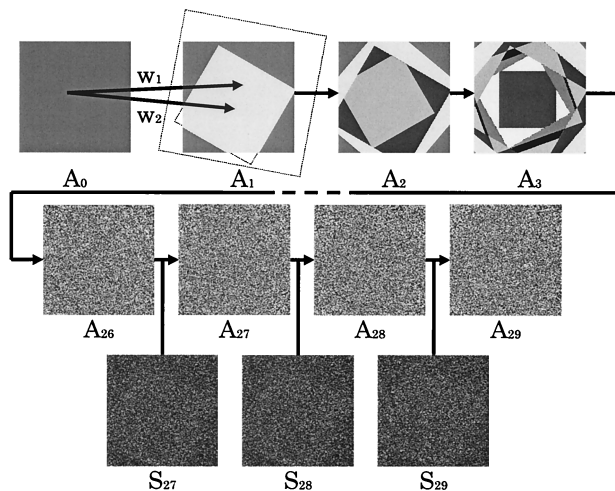 W₁
W₂
A₀ A₁ A₂ A₃
A₂₆ A₂₇ A₂₈ A₂₉
S₂₇ S₂₈ S₂₉